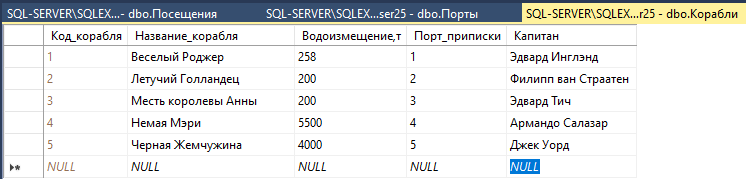 SQL-SERVER\SQLEX...- dbo.Посещения SQL-SERVER\SQLEX...ser25 - dbo.Порты SQL-SERVER\SQLEX...r25 - dbo.Корабли
Код_корабля Название_корабля Водоизмещение,т Порт_приписки Капитан
1 Веселый Роджер 258 1 Эдвард Инглэнд
2 Летучий Голландец 200 2 Филипп ван Страатен
3 Месть королевы Анны 200 3 Эдвард Тич
4 Немая Мэри 5500 4 Армандо Салазар
5 Черная Жемчужина 4000 5 Джек Уорд
NULL NULL NULL NULL NULL